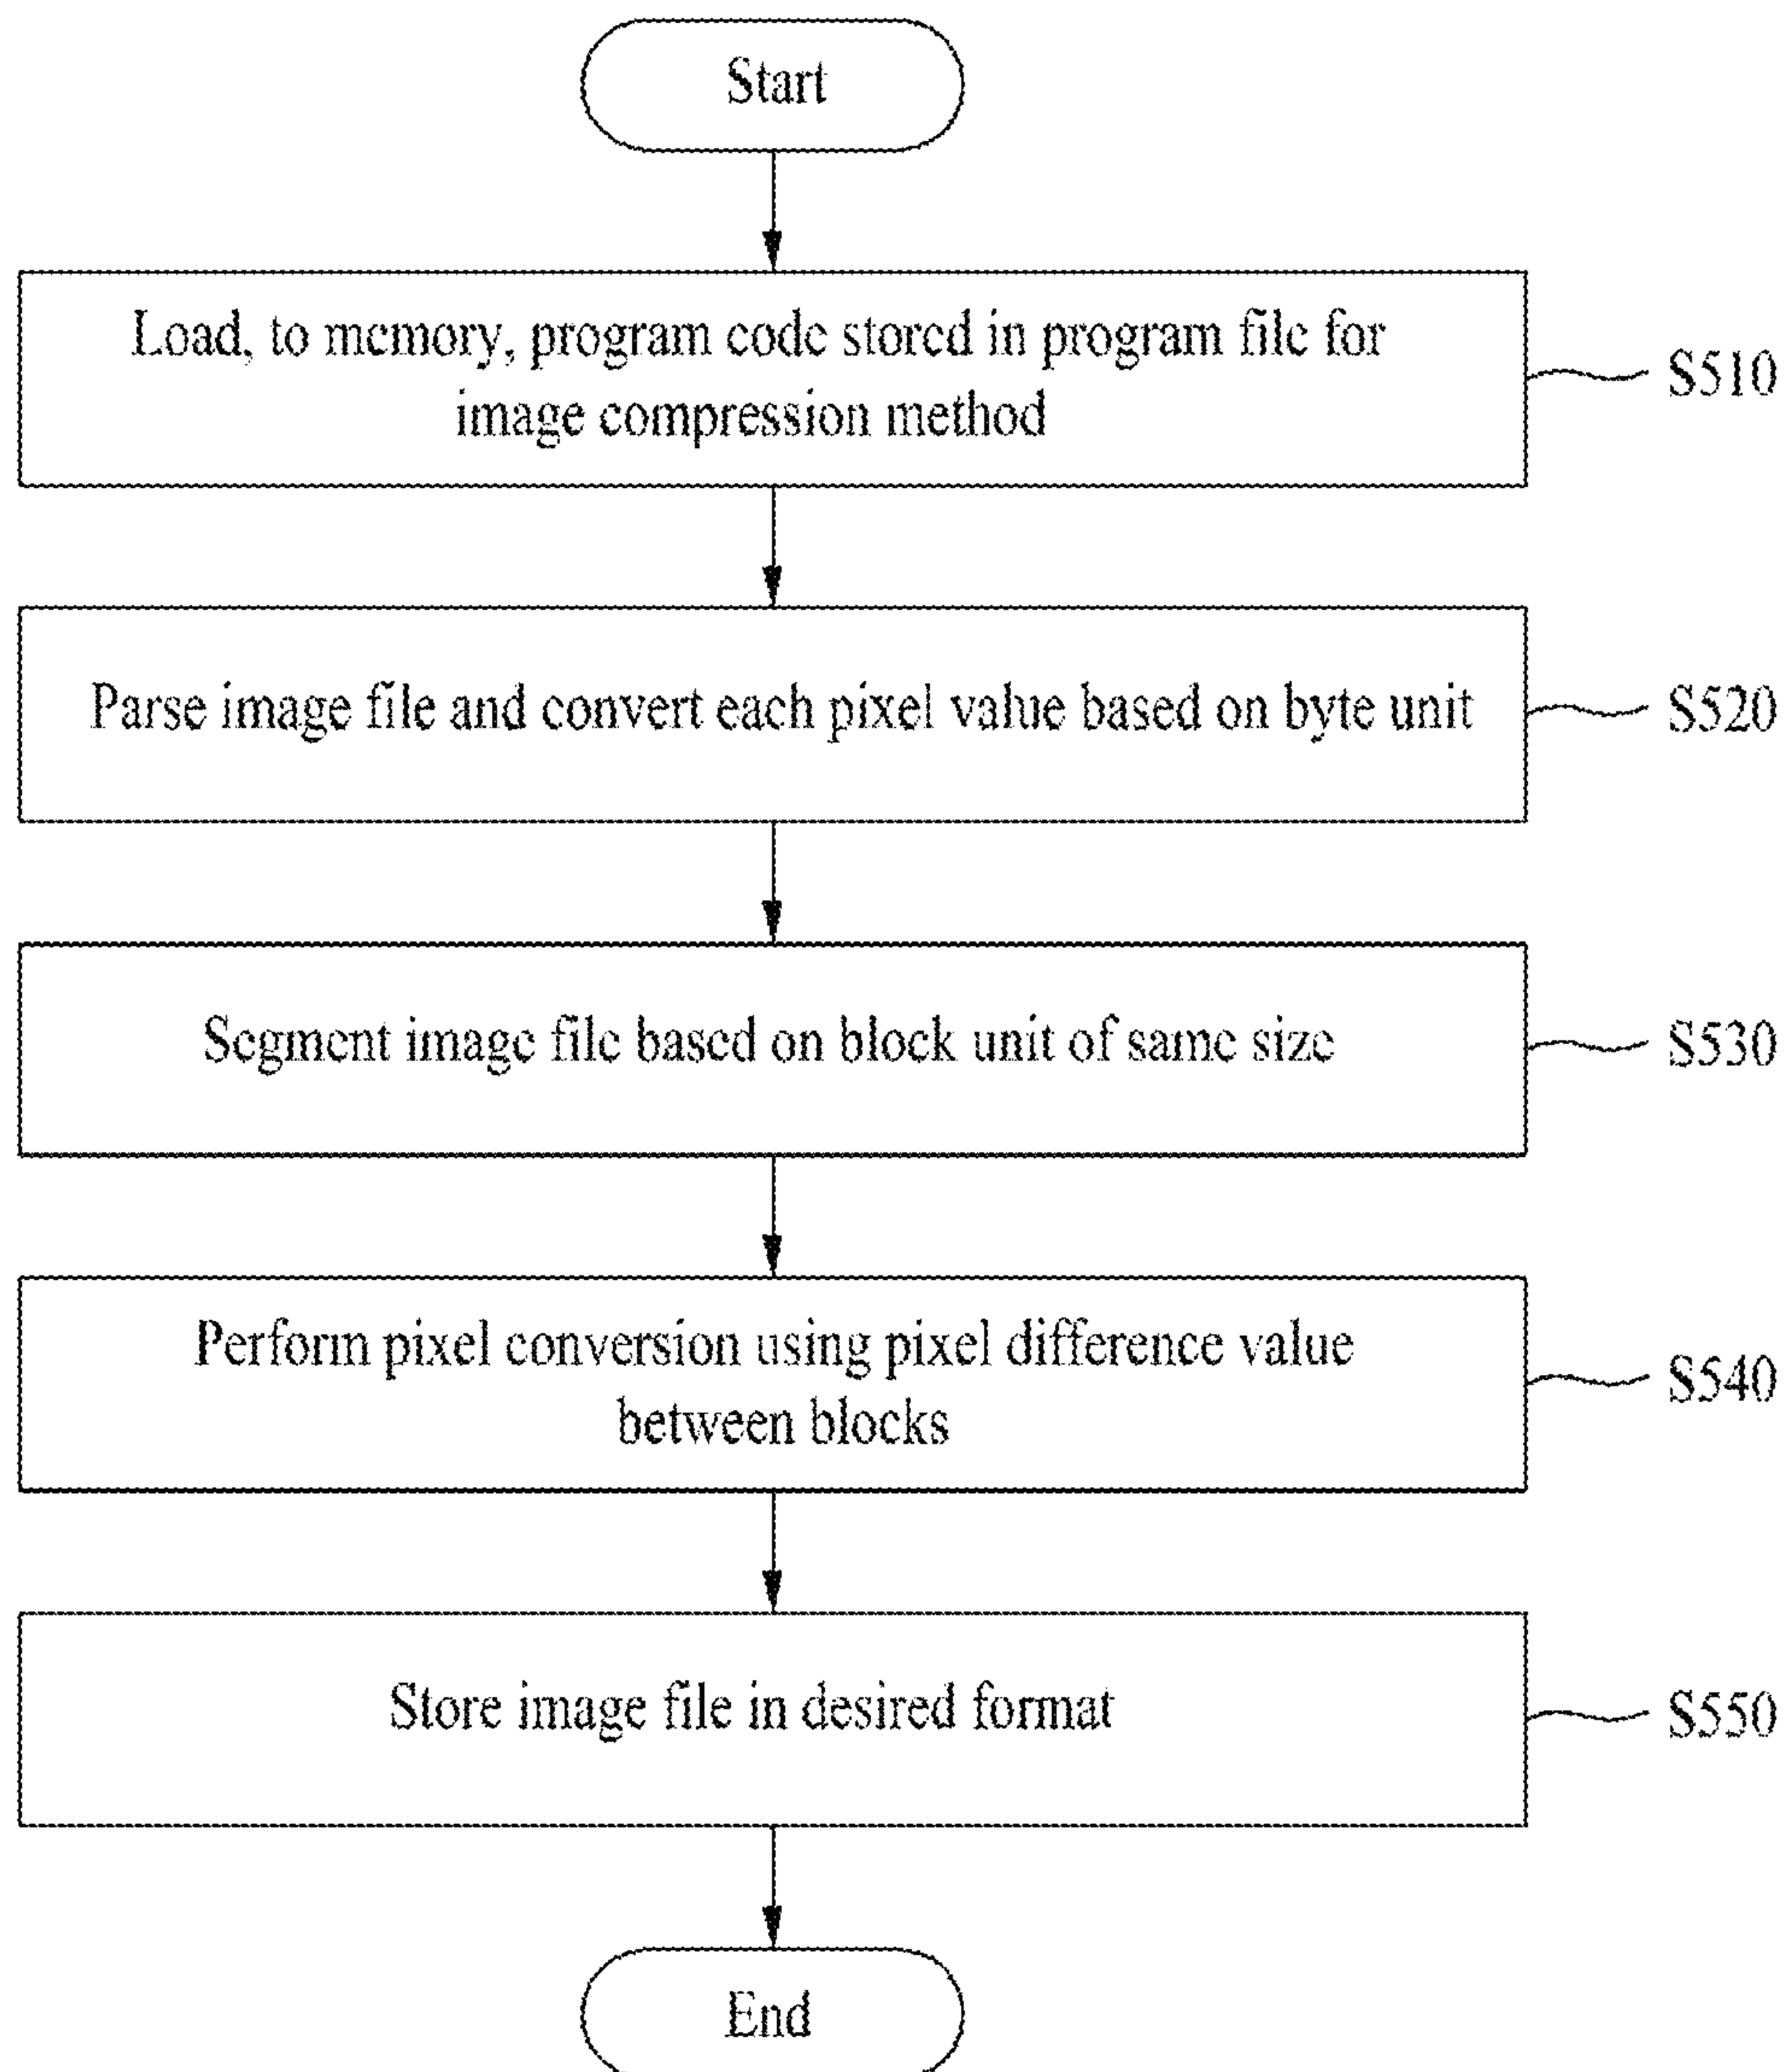 Start
Load, to memory, program code stored in program file for
image compression method
S510
Parse image file and convert each pixel value based on byte unit
S520
Segment image file based on block unit of same size
S530
Perform pixel conversion using pixel difference value
between blocks
S540
Store image file in desired format
S550
End